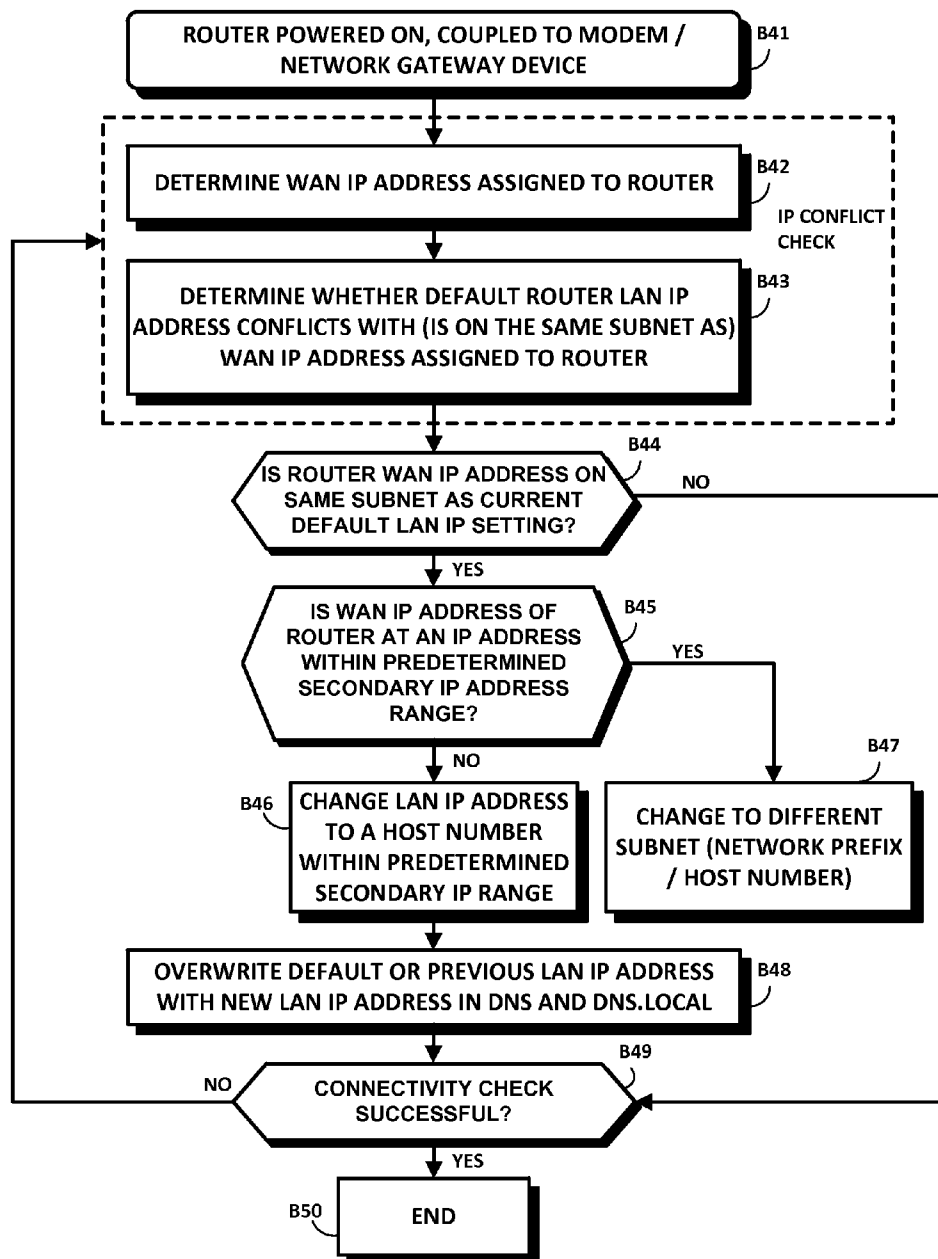 ROUTER POWERED ON, COUPLED TO MODEM /
NETWORK GATEWAY DEVICE
B41
DETERMINE WAN IP ADDRESS ASSIGNED TO ROUTER
B42
IP CONFLICT
CHECK
DETERMINE WHETHER DEFAULT ROUTER LAN IP
ADDRESS CONFLICTS WITH (IS ON THE SAME SUBNET AS)
WAN IP ADDRESS ASSIGNED TO ROUTER
B43
IS ROUTER WAN IP ADDRESS ON
SAME SUBNET AS CURRENT
DEFAULT LAN IP SETTING?
B44
NO
YES
IS WAN IP ADDRESS OF
ROUTER AT AN IP ADDRESS
WITHIN PREDETERMINED
SECONDARY IP ADDRESS
RANGE?
B45
YES
NO
B46
CHANGE LAN IP ADDRESS
TO A HOST NUMBER
WITHIN PREDETERMINED
SECONDARY IP RANGE
B47
CHANGE TO DIFFERENT
SUBNET (NETWORK PREFIX
/ HOST NUMBER)
OVERWRITE DEFAULT OR PREVIOUS LAN IP ADDRESS
WITH NEW LAN IP ADDRESS IN DNS AND DNS.LOCAL
B48
B49
NO
CONNECTIVITY CHECK
SUCCESSFUL?
YES
B50
END